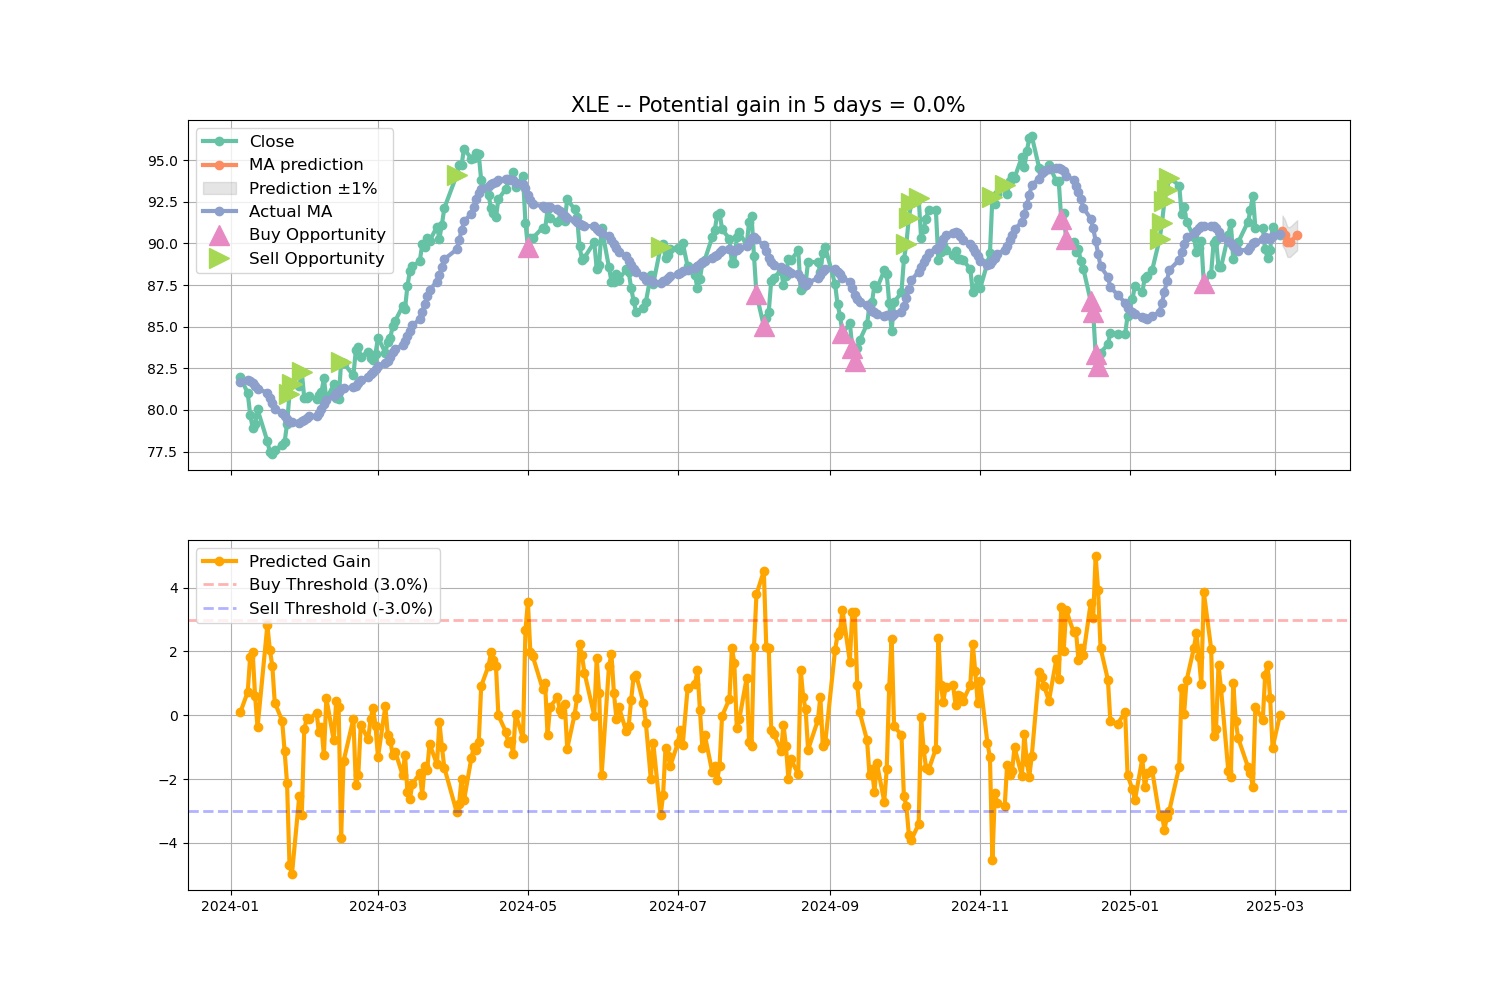 XLE -- Potential gain in 5 days = 0.0%
Close
MA prediction
Prediction ±1%
Actual MA
Buy Opportunity
Sell Opportunity
95.0
92.5
90.0
87.5
85.0
82.5
80.0
77.5
Predicted Gain
Buy Threshold (3.0%)
Sell Threshold (-3.0%)
4
2
0
−2
−4
2024-01 2024-03 2024-05 2024-07 2024-09 2024-11 2025-01 2025-03